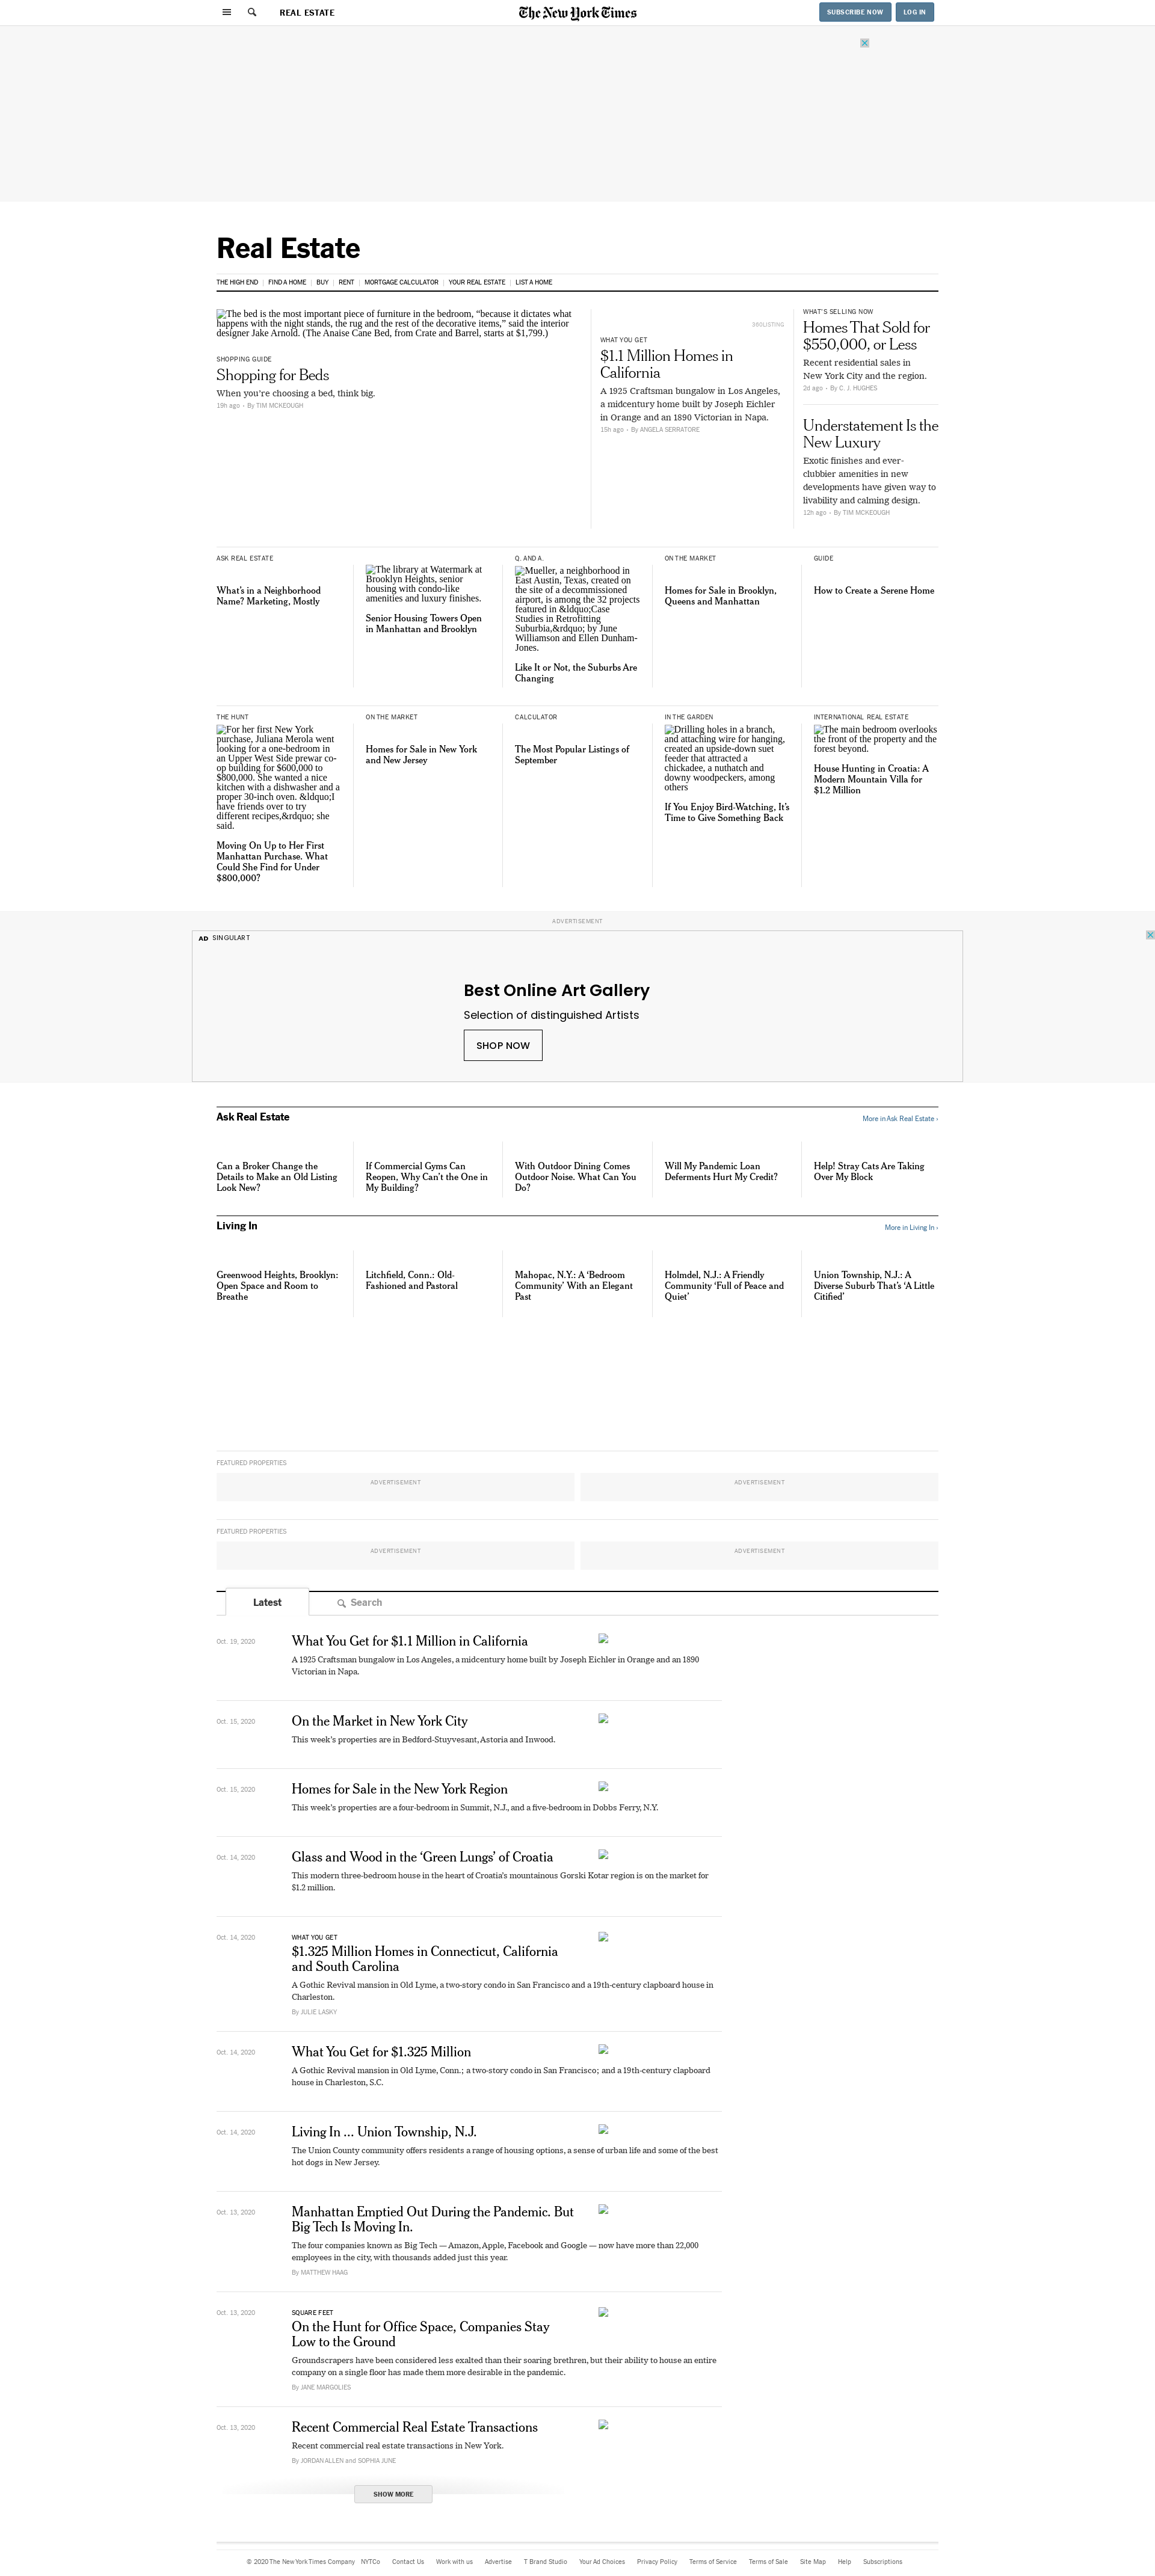 REAL ESTATE
The New York Times
SUBSCRIBE NOW
LOG IN
Real Estate
THE HIGH END
FIND A HOME
BUY
RENT
MORTGAGE CALCULATOR
YOUR REAL ESTATE
LIST A HOME
The bed is the most important piece of furniture in the bedroom, “because it dictates what
happens with the night stands, the rug and the rest of the decorative items,” said the interior
designer Jake Arnold. (The Anaise Cane Bed, from Crate and Barrel, starts at $1,799.)
SHOPPING GUIDE
Shopping for Beds
When you’re choosing a bed, think big.
19h ago • By TIM MCKEOUGH
360LISTING
WHAT YOU GET
$1.1 Million Homes in
California
A 1925 Craftsman bungalow in Los Angeles,
a midcentury home built by Joseph Eichler
in Orange and an 1890 Victorian in Napa.
15h ago • By ANGELA SERRATORE
WHAT’S SELLING NOW
Homes That Sold for
$550,000, or Less
Recent residential sales in
New York City and the region.
2d ago • By C. J. HUGHES
Understatement Is the
New Luxury
Exotic finishes and ever-
clubbier amenities in new
developments have given way to
livability and calming design.
12h ago • By TIM MCKEOUGH
ASK REAL ESTATE
What’s in a Neighborhood
Name? Marketing, Mostly
The library at Watermark at
Brooklyn Heights, senior
housing with condo-like
amenities and luxury finishes.
Senior Housing Towers Open
in Manhattan and Brooklyn
Q. AND A.
Mueller, a neighborhood in
East Austin, Texas, created on
the site of a decommissioned
airport, is among the 32 projects
featured in &ldquo;Case
Studies in Retrofitting
Suburbia,&rdquo; by June
Williamson and Ellen Dunham-
Jones.
Like It or Not, the Suburbs Are
Changing
ON THE MARKET
Homes for Sale in Brooklyn,
Queens and Manhattan
GUIDE
How to Create a Serene Home
THE HUNT
For her first New York
purchase, Juliana Merola went
looking for a one-bedroom in
an Upper West Side prewar co-
op building for $600,000 to
$800,000. She wanted a nice
kitchen with a dishwasher and a
proper 30-inch oven. &ldquo;I
have friends over to try
different recipes,&rdquo; she
said.
Moving On Up to Her First
Manhattan Purchase. What
Could She Find for Under
$800,000?
ON THE MARKET
Homes for Sale in New York
and New Jersey
CALCULATOR
The Most Popular Listings of
September
IN THE GARDEN
Drilling holes in a branch,
and attaching wire for hanging,
created an upside-down suet
feeder that attracted a
chickadee, a nuthatch and
downy woodpeckers, among
others
If You Enjoy Bird-Watching, It’s
Time to Give Something Back
INTERNATIONAL REAL ESTATE
The main bedroom overlooks
the front of the property and the
forest beyond.
House Hunting in Croatia: A
Modern Mountain Villa for
$1.2 Million
ADVERTISEMENT
AD SINGULART
Best Online Art Gallery
Selection of distinguished Artists
SHOP NOW
Ask Real Estate
More in Ask Real Estate ›
Can a Broker Change the
Details to Make an Old Listing
Look New?
If Commercial Gyms Can
Reopen, Why Can’t the One in
My Building?
With Outdoor Dining Comes
Outdoor Noise. What Can You
Do?
Will My Pandemic Loan
Deferments Hurt My Credit?
Help! Stray Cats Are Taking
Over My Block
Living In
More in Living In ›
Greenwood Heights, Brooklyn:
Open Space and Room to
Breathe
Litchfield, Conn.: Old-
Fashioned and Pastoral
Mahopac, N.Y.: A ‘Bedroom
Community’ With an Elegant
Past
Holmdel, N.J.: A Friendly
Community ‘Full of Peace and
Quiet’
Union Township, N.J.: A
Diverse Suburb That’s ‘A Little
Citified’
FEATURED PROPERTIES
ADVERTISEMENT
ADVERTISEMENT
FEATURED PROPERTIES
ADVERTISEMENT
ADVERTISEMENT
Latest
Search
Oct. 19, 2020
What You Get for $1.1 Million in California
A 1925 Craftsman bungalow in Los Angeles, a midcentury home built by Joseph Eichler in Orange and an 1890
Victorian in Napa.
Oct. 15, 2020
On the Market in New York City
This week’s properties are in Bedford-Stuyvesant, Astoria and Inwood.
Oct. 15, 2020
Homes for Sale in the New York Region
This week’s properties are a four-bedroom in Summit, N.J., and a five-bedroom in Dobbs Ferry, N.Y.
Oct. 14, 2020
Glass and Wood in the ‘Green Lungs’ of Croatia
This modern three-bedroom house in the heart of Croatia’s mountainous Gorski Kotar region is on the market for
$1.2 million.
Oct. 14, 2020
WHAT YOU GET
$1.325 Million Homes in Connecticut, California
and South Carolina
A Gothic Revival mansion in Old Lyme, a two-story condo in San Francisco and a 19th-century clapboard house in
Charleston.
By JULIE LASKY
Oct. 14, 2020
What You Get for $1.325 Million
A Gothic Revival mansion in Old Lyme, Conn.; a two-story condo in San Francisco; and a 19th-century clapboard
house in Charleston, S.C.
Oct. 14, 2020
Living In ... Union Township, N.J.
The Union County community offers residents a range of housing options, a sense of urban life and some of the best
hot dogs in New Jersey.
Oct. 13, 2020
Manhattan Emptied Out During the Pandemic. But
Big Tech Is Moving In.
The four companies known as Big Tech — Amazon, Apple, Facebook and Google — now have more than 22,000
employees in the city, with thousands added just this year.
By MATTHEW HAAG
Oct. 13, 2020
SQUARE FEET
On the Hunt for Office Space, Companies Stay
Low to the Ground
Groundscrapers have been considered less exalted than their soaring brethren, but their ability to house an entire
company on a single floor has made them more desirable in the pandemic.
By JANE MARGOLIES
Oct. 13, 2020
Recent Commercial Real Estate Transactions
Recent commercial real estate transactions in New York.
By JORDAN ALLEN and SOPHIA JUNE
SHOW MORE
© 2020 The New York Times Company
NYTCo
Contact Us
Work with us
Advertise
T Brand Studio
Your Ad Choices
Privacy Policy
Terms of Service
Terms of Sale
Site Map
Help
Subscriptions